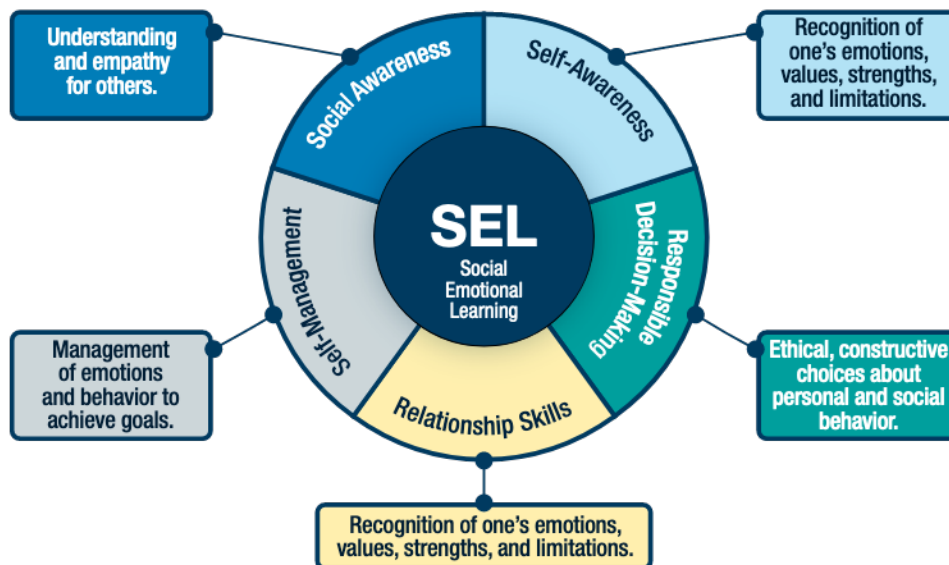 Understanding
and empathy
for others.
Social Awareness
Self-Awareness
Recognition of
one's emotions,
values, strengths,
and limitations.
SEL
Social
Emotional
Learning
Self-Management
Responsible
Decision-Making
Management
of emotions
and behavior to
achieve goals.
Relationship Skills
Ethical, constructive
choices about
personal and social
behavior.
Recognition of one's emotions,
values, strengths, and limitations.